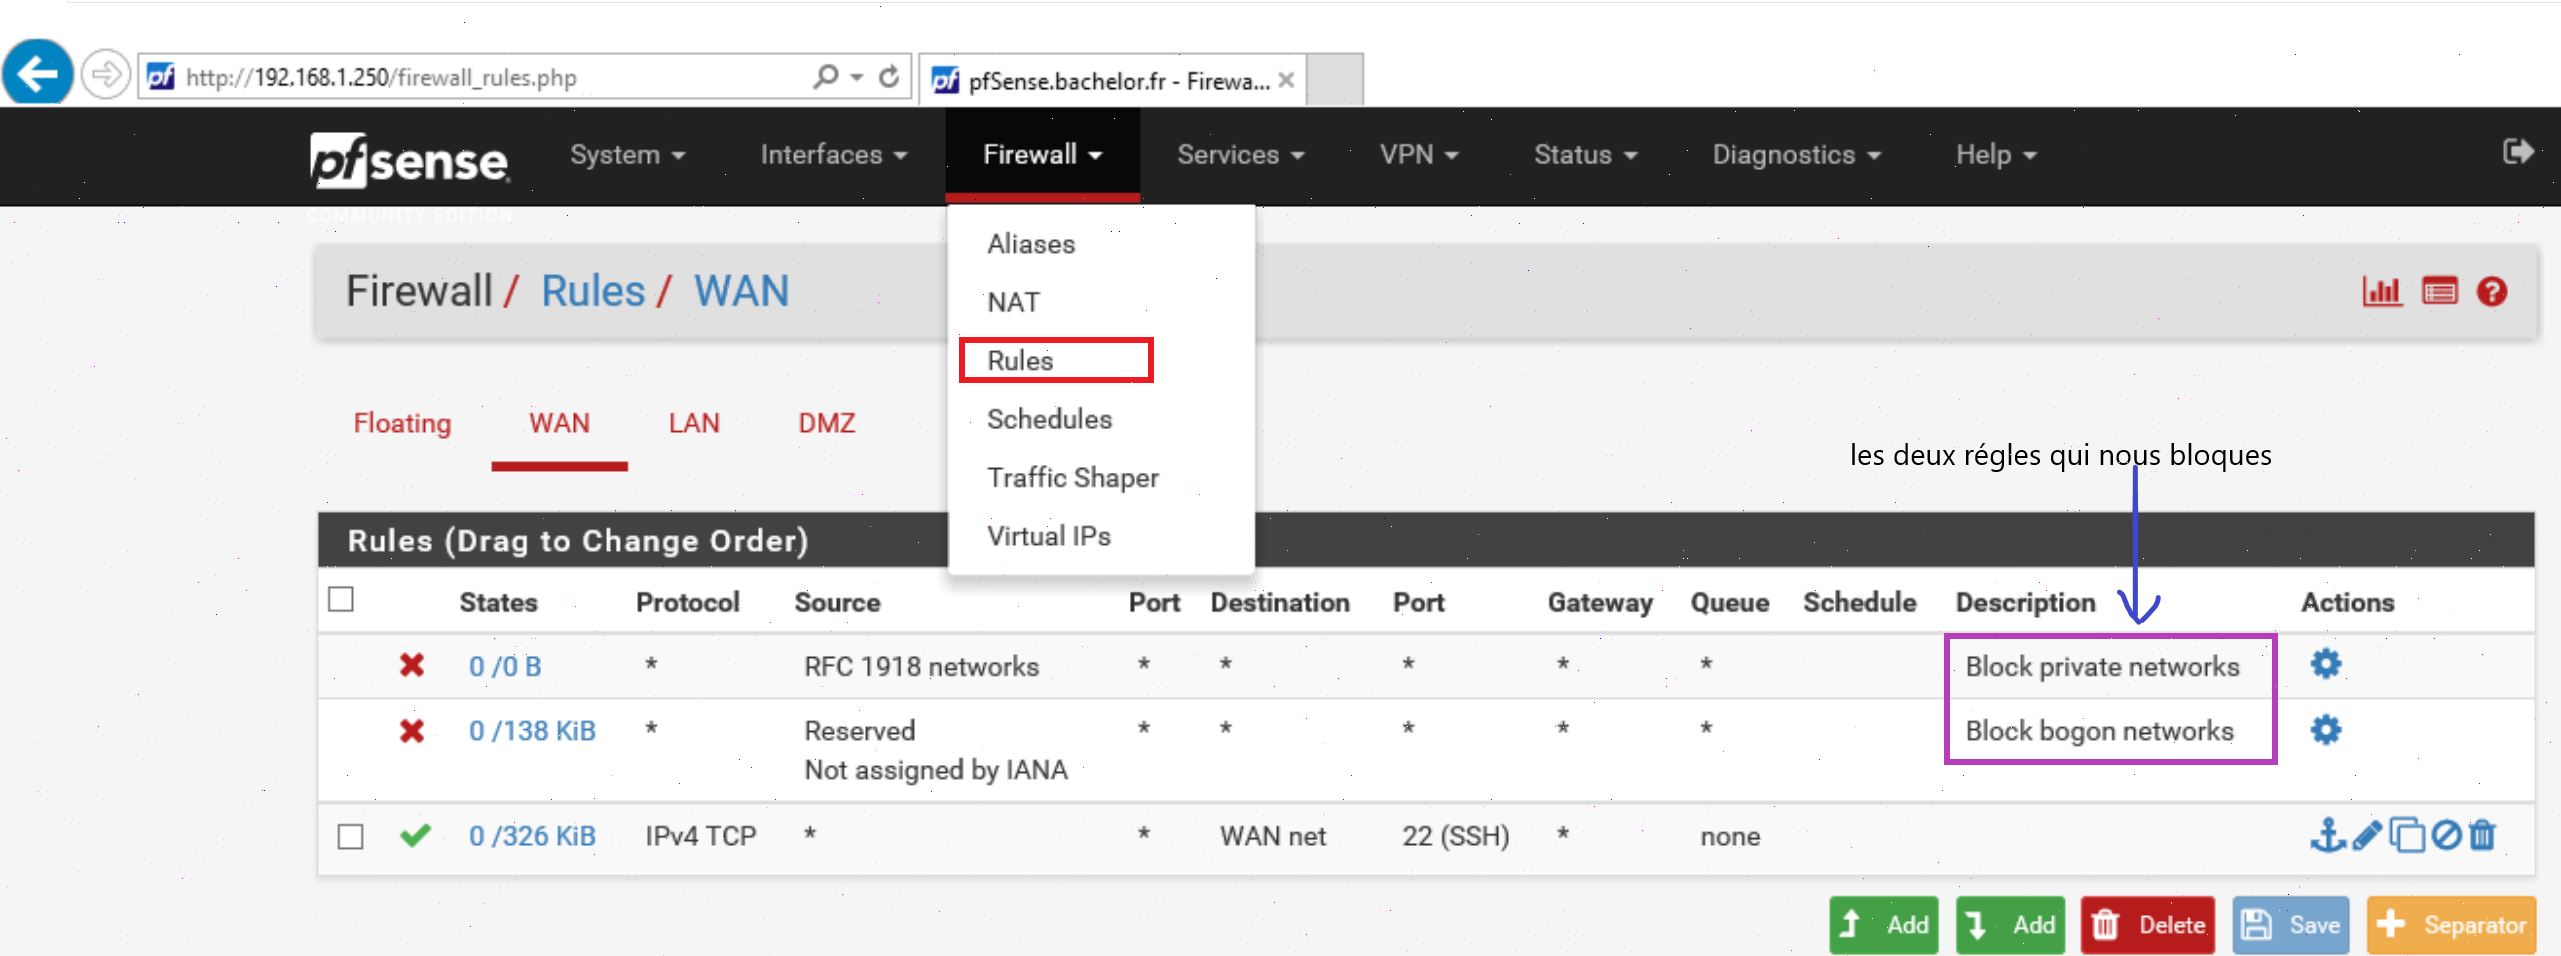 http://192.168.1.250/firewall_rules.php
pfSense.bachelor.fr - Firewa...
pfsense
COMMUNITY EDITION
System
Interfaces
Firewall
Services
VPN
Status
Diagnostics
Help
Aliases
NAT
Rules
Schedules
Traffic Shaper
Virtual IPs
Firewall / Rules / WAN
Floating WAN LAN DMZ
les deux régles qui nous bloques
Rules (Drag to Change Order)
States Protocol Source Port Destination Port Gateway Queue Schedule Description Actions
0 /0 B * RFC 1918 networks * * * * * Block private networks
0 /138 KiB * Reserved * * * * * Block bogon networks
Not assigned by IANA
0 /326 KiB IPv4 TCP * * WAN net 22 (SSH) * none
Add Add Delete Save Separator